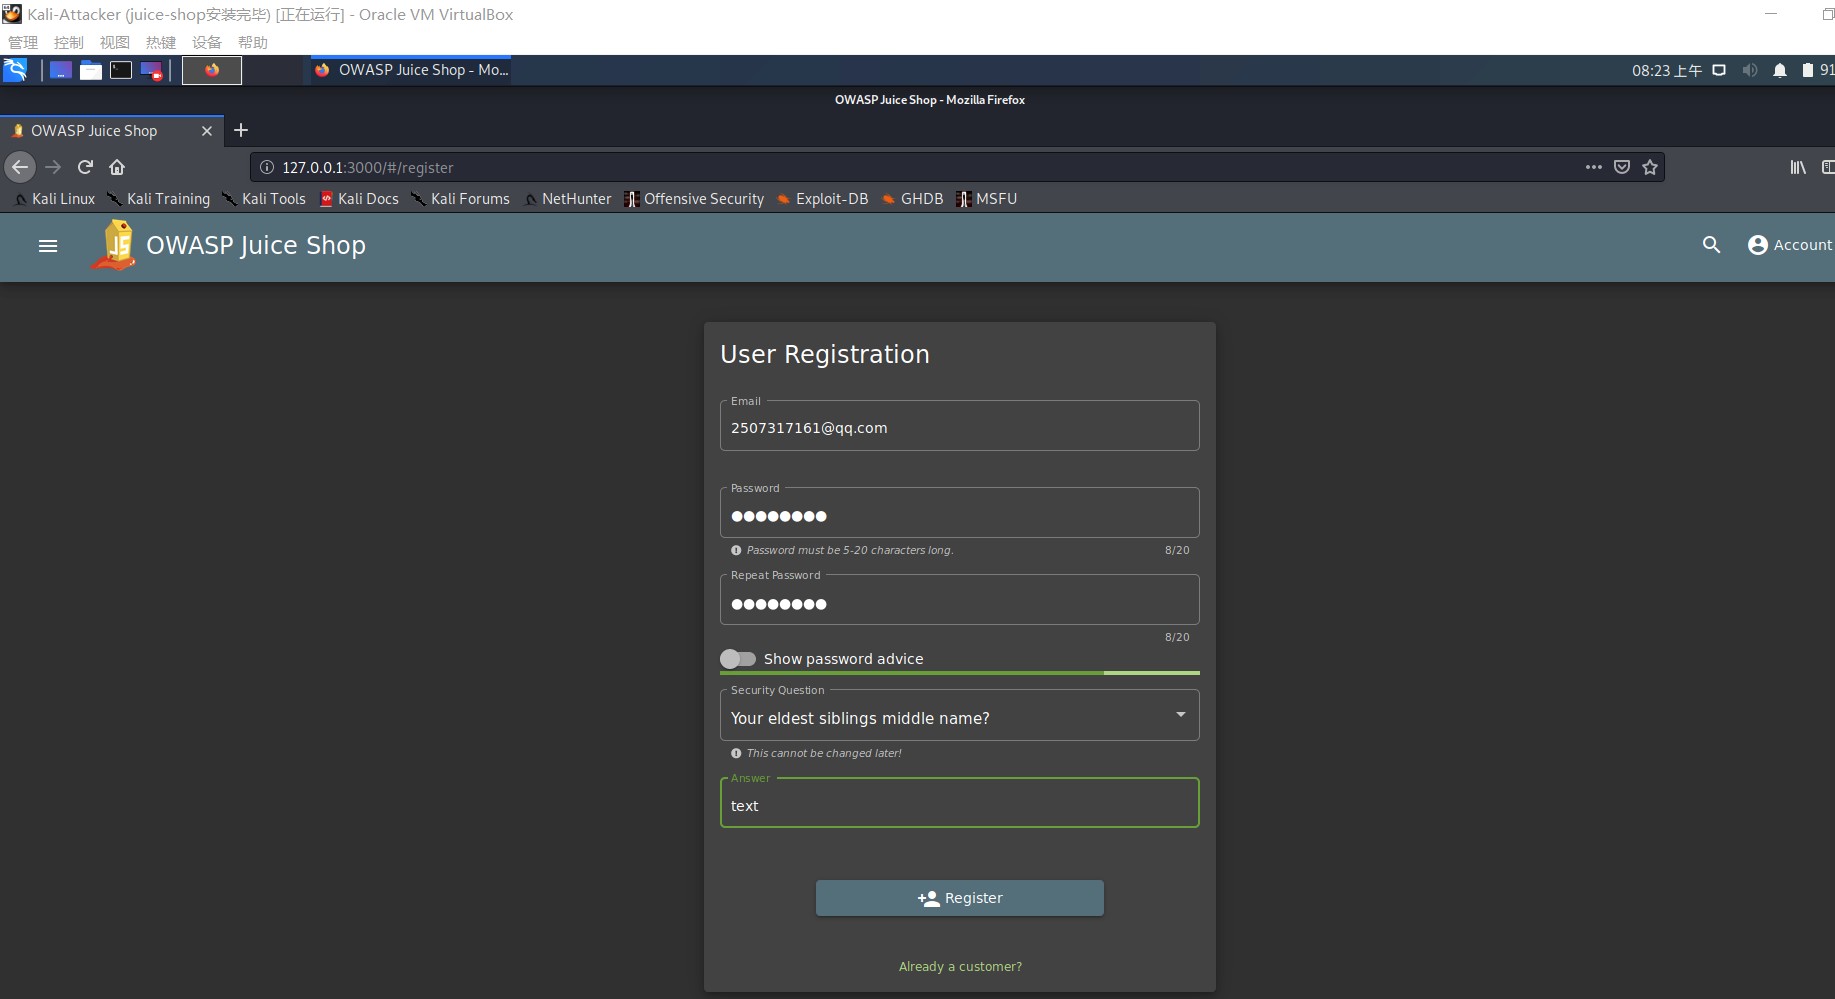 Kali-Attacker (juice-shop安装完毕) [正在运行] - Oracle VM VirtualBox
管理 控制 视图 热键 设备 帮助
OWASP Juice Shop - Mo... 08:23 上午 91
OWASP Juice Shop - Mozilla Firefox
OWASP Juice Shop
127.0.0.1:3000/#/register
Kali Linux Kali Training Kali Tools Kali Docs Kali Forums NetHunter Offensive Security Exploit-DB GHDB MSFU
OWASP Juice Shop Account
User Registration
Email
2507317161@qq.com
Password
●●●●●●●●
Password must be 5-20 characters long. 8/20
Repeat Password
●●●●●●●●
8/20
Show password advice
Security Question
Your eldest siblings middle name?
This cannot be changed later!
Answer
text
Register
Already a customer?